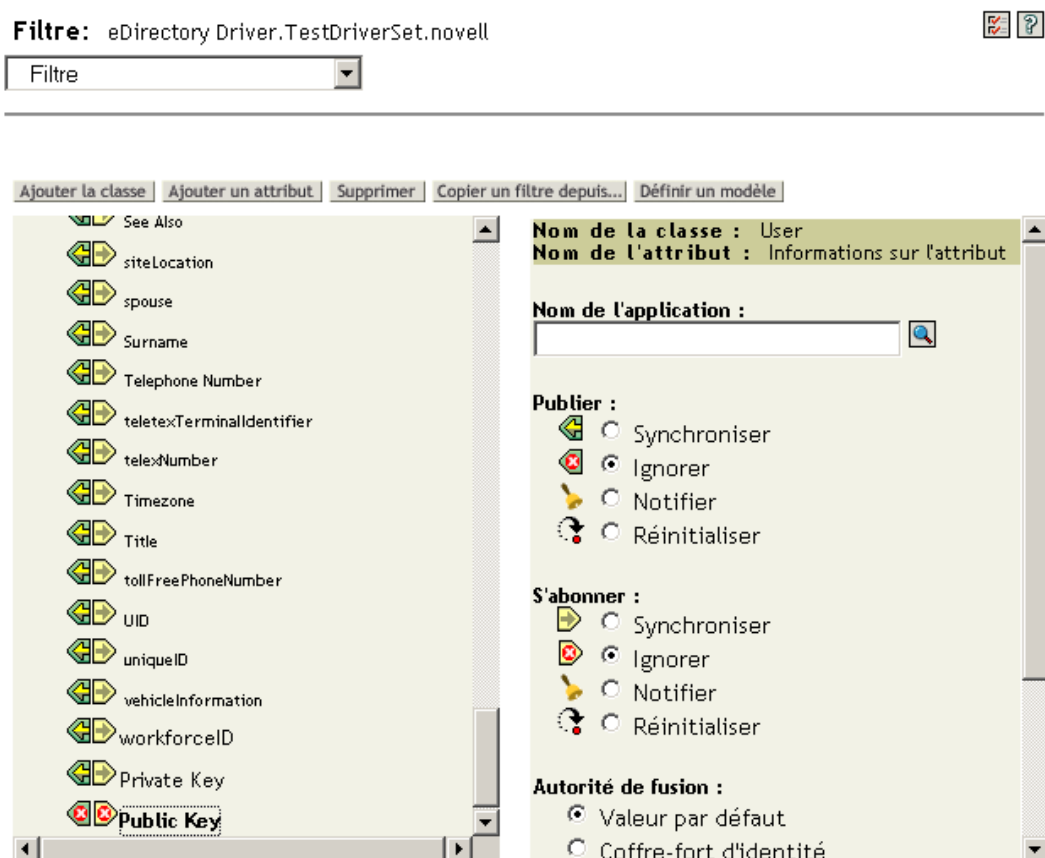 Filtre: eDirectory Driver.TestDriverSet.novell
Filtre
Ajouter la classe Ajouter un attribut Supprimer Copier un filtre depuis... Définir un modèle
See Also
siteLocation
spouse
Surname
Telephone Number
teletexTerminalIdentifier
telexNumber
Timezone
Title
tollFreePhoneNumber
UID
uniqueID
vehicleInformation
workforceID
Private Key
Public Key
Nom de la classe : User
Nom de l'attribut : Informations sur l'attribut
Nom de l'application :
Publier :
Synchroniser
Ignorer
Notifier
Réinitialiser
S'abonner :
Synchroniser
Ignorer
Notifier
Réinitialiser
Autorité de fusion :
Valeur par défaut
Coffre-fort d'identité